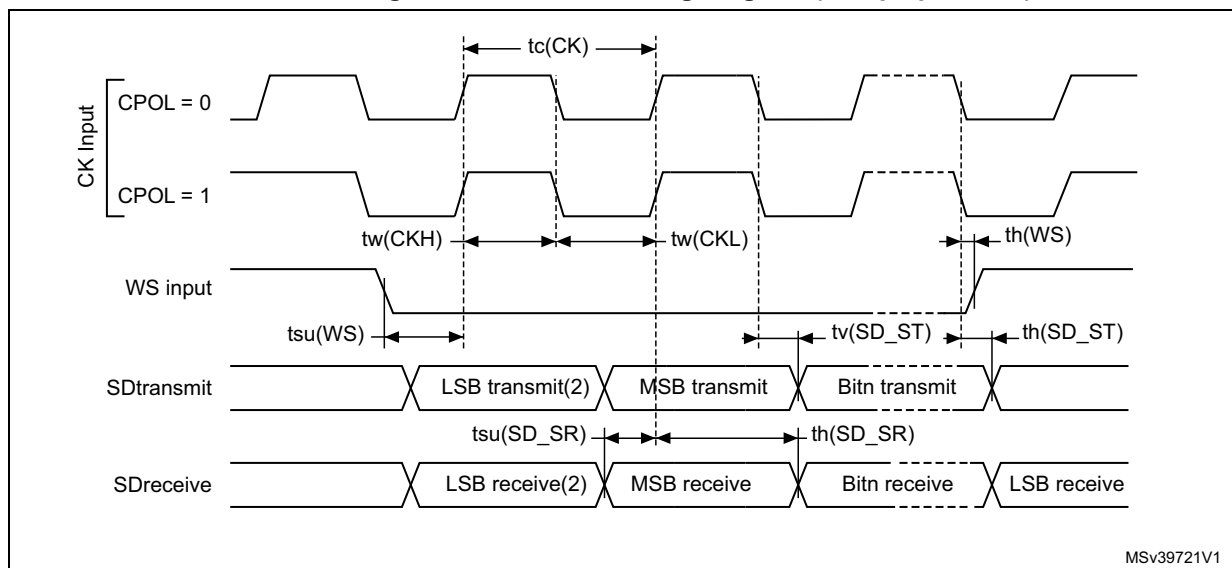 tc(CK)
CK Input
CPOL = 0
CPOL = 1
tw(CKH)
tw(CKL)
th(WS)
WS input
tsu(WS)
tv(SD_ST)
th(SD_ST)
SDtransmit
LSB transmit(2)
MSB transmit
Bitn transmit
tsu(SD_SR)
th(SD_SR)
SDreceive
LSB receive(2)
MSB receive
Bitn receive
LSB receive
MSv39721V1